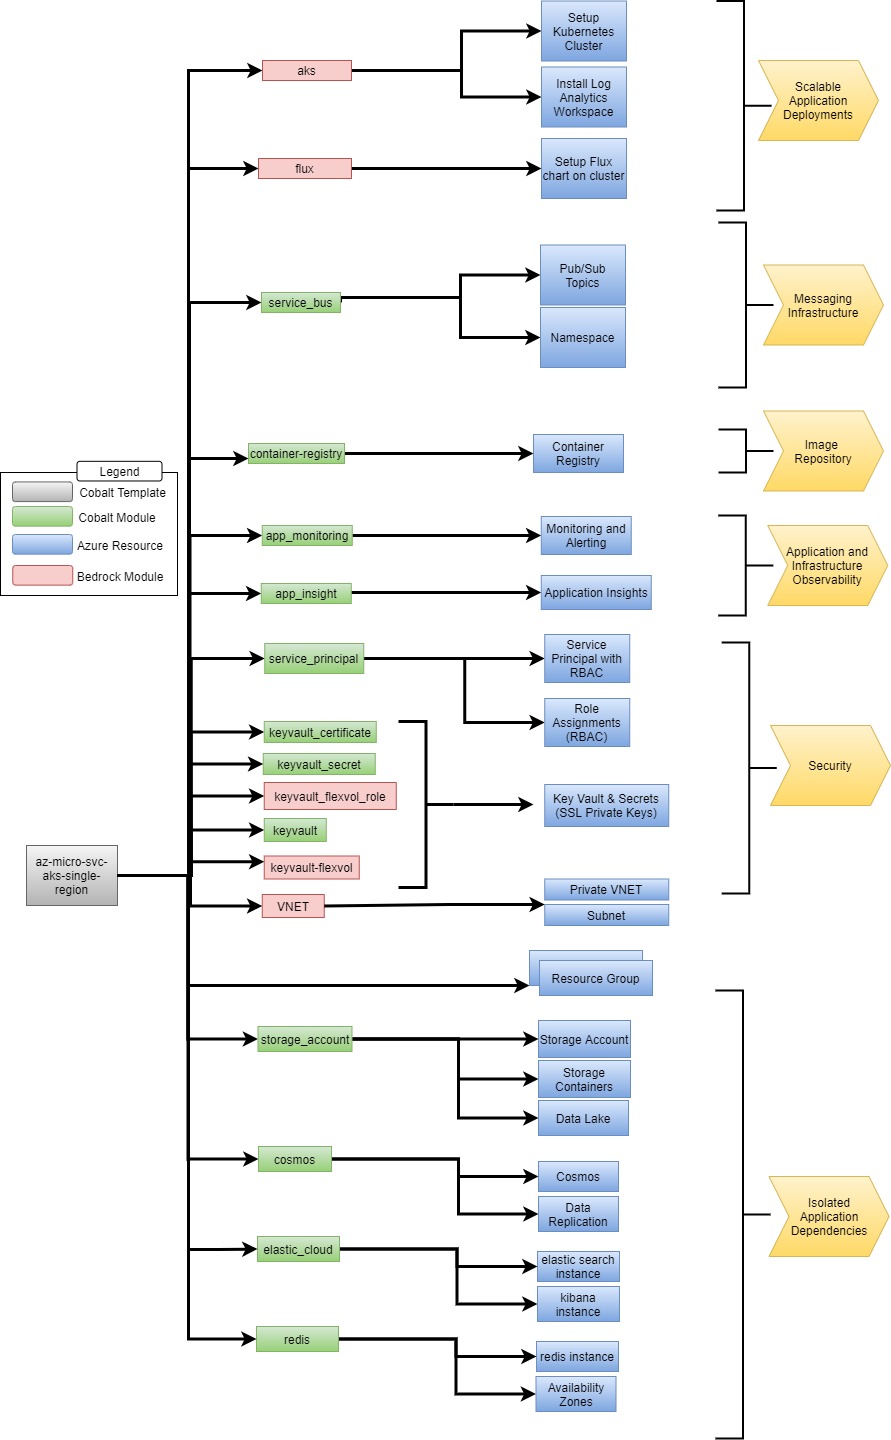 Setup
Kubernetes
Cluster
aks
Install Log
Analytics
Workspace
Scalable
Application
Deployments
flux
Setup Flux
chart on cluster
service_bus
Pub/Sub
Topics
Namespace
Messaging
Infrastructure
container-registry
Container
Registry
Image
Repository
Legend
Cobalt Template
Cobalt Module
Azure Resource
Bedrock Module
app_monitoring
Monitoring and
Alerting
app_insight
Application Insights
Application and
Infrastructure
Observability
service_principal
Service
Principal with
RBAC
Role
Assignments
(RBAC)
keyvault_certificate
keyvault_secret
keyvault_flexvol_role
keyvault
keyvault-flexvol
Key Vault & Secrets
(SSL Private Keys)
Security
az-micro-svc-
aks-single-
region
VNET
Private VNET
Subnet
Resource Group
storage_account
Storage Account
Storage
Containers
Data Lake
cosmos
Cosmos
Data
Replication
Isolated
Application
Dependencies
elastic_cloud
elastic search
instance
kibana
instance
redis
redis instance
Availability
Zones